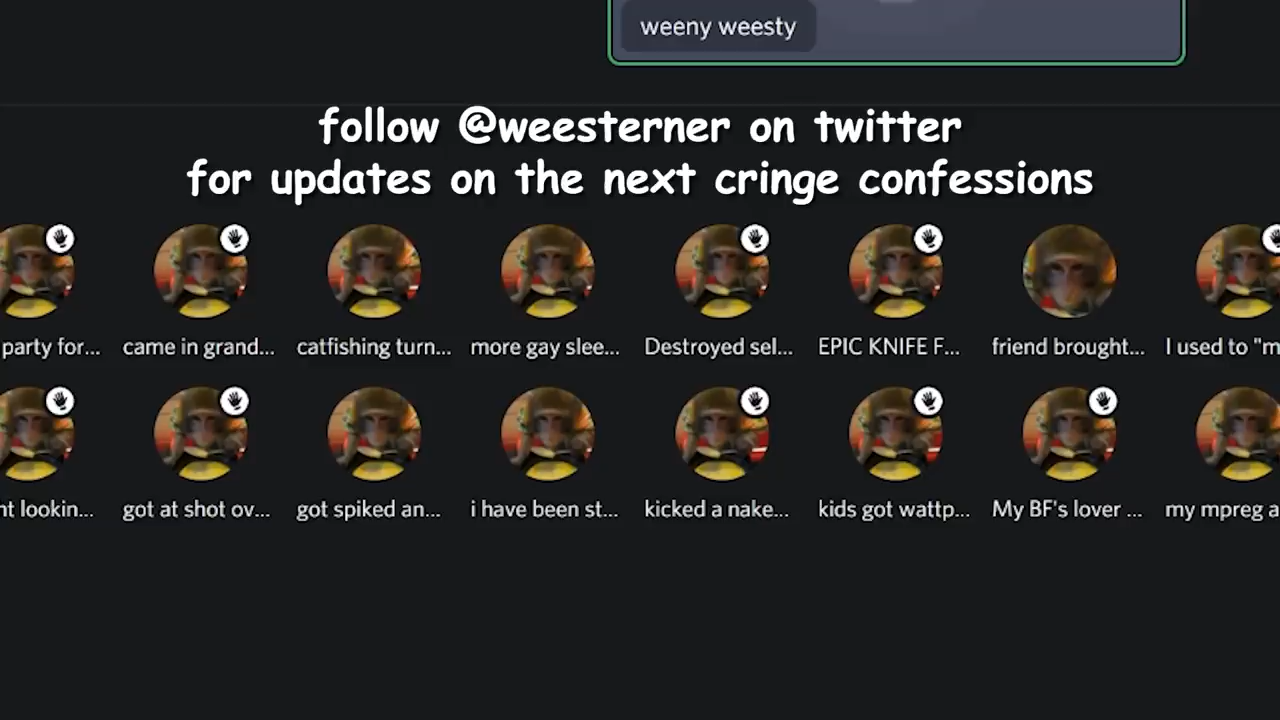 weeny weesty
follow @weesterner on twitter
for updates on the next cringe confessions
party for...
came in grand...
catfishing turn...
more gay slee...
Destroyed sel...
EPIC KNIFE F...
friend brought...
I used to "m
nt lookin...
got at shot ov...
got spiked an...
i have been st...
kicked a nake...
kids got wattp...
My BF's lover ...
my mpreg a